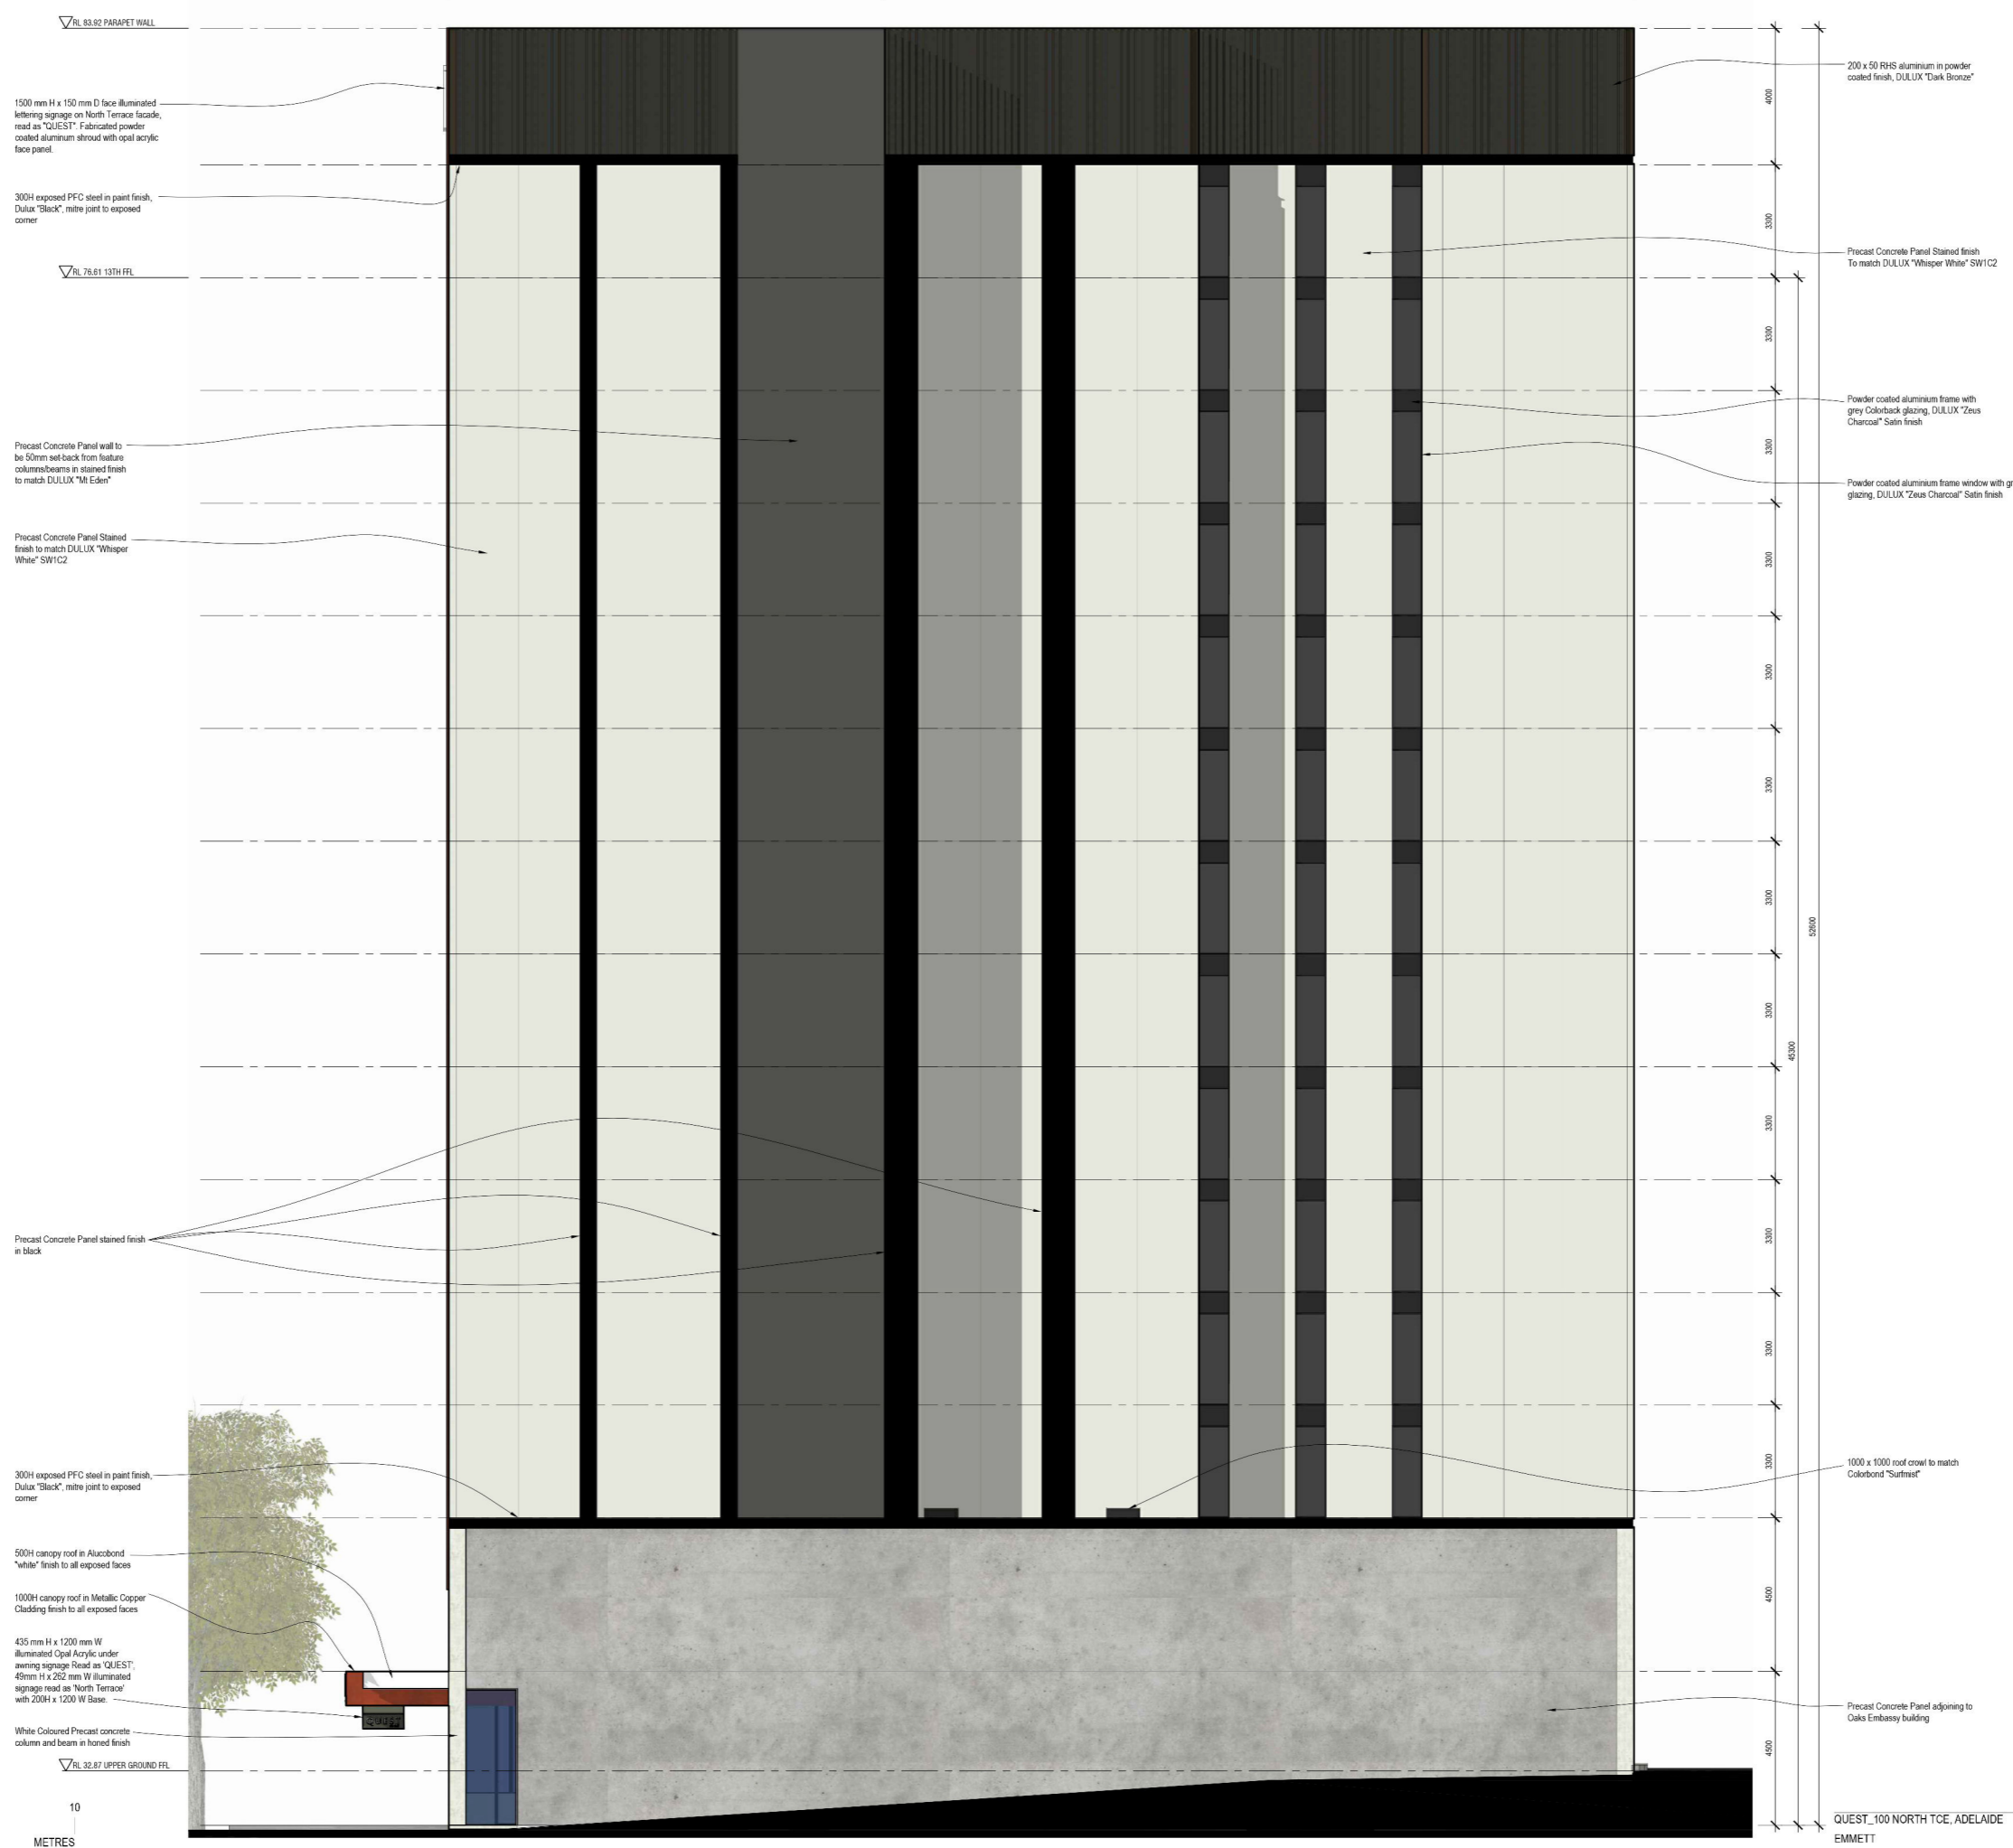 RL 83.92 PARAPET WALL
1500 mm H x 150 mm D face illuminated
lettering signage on North Terrace facade,
read as "QUEST". Fabricated powder
coated aluminum shroud with opal acrylic
face panel.
300H exposed PFC steel in paint finish,
Dulux "Black", mitre joint to exposed
corner
RL 76.61 13TH FFL
Precast Concrete Panel wall to
be 50mm set-back from feature
columns/beams in stained finish
to match DULUX "Mt Eden"
Precast Concrete Panel Stained
finish to match DULUX "Whisper
White" SW1C2
Precast Concrete Panel stained finish
in black
300H exposed PFC steel in paint finish,
Dulux "Black", mitre joint to exposed
corner
500H canopy roof in Alucobond
"white" finish to all exposed faces
1000H canopy roof in Metallic Copper
Cladding finish to all exposed faces
435 mm H x 1200 mm W
illuminated Opal Acrylic under
awning signage Read as 'QUEST',
49mm H x 262 mm W illuminated
signage read as 'North Terrace'
with 200H x 1200 W Base.
White Coloured Precast concrete
column and beam in honed finish
RL 32.87 UPPER GROUND FFL
10
METRES
QUEST
200 x 50 RHS aluminium in powder
coated finish, DULUX "Dark Bronze"
Precast Concrete Panel Stained finish
To match DULUX "Whisper White" SW1C2
Powder coated aluminium frame with
grey Colorback glazing, DULUX "Zeus
Charcoal" Satin finish
Powder coated aluminium frame window with gr
glazing, DULUX "Zeus Charcoal" Satin finish
1000 x 1000 roof crowl to match
Colorbond "Surfmist"
Precast Concrete Panel adjoining to
Oaks Embassy building
4000
3300
3300
3300
3300
3300
3300
3300
3300
3300
3300
3300
3300
4500
4500
45300
52600
QUEST_100 NORTH TCE, ADELAIDE
EMMETT